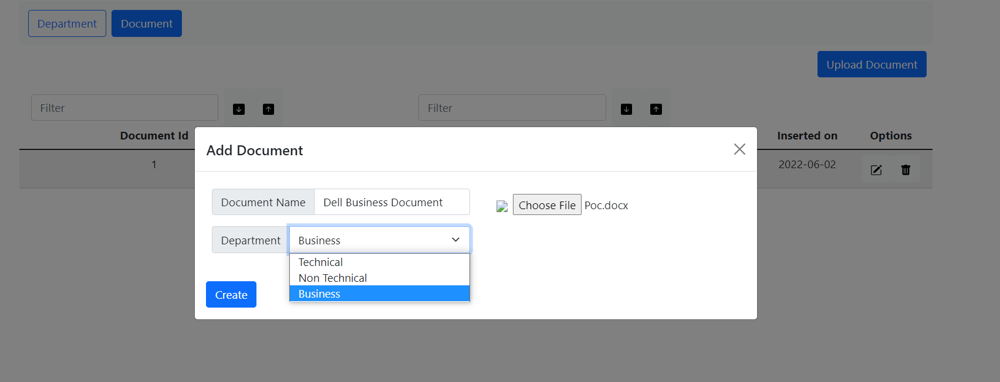 Department Document
Upload Document
Filter Filter
Document Id Inserted on Options
1 2022-06-02
Add Document
Document Name Dell Business Document Choose File Poc.docx
Department Business
Technical
Non Technical
Business
Create